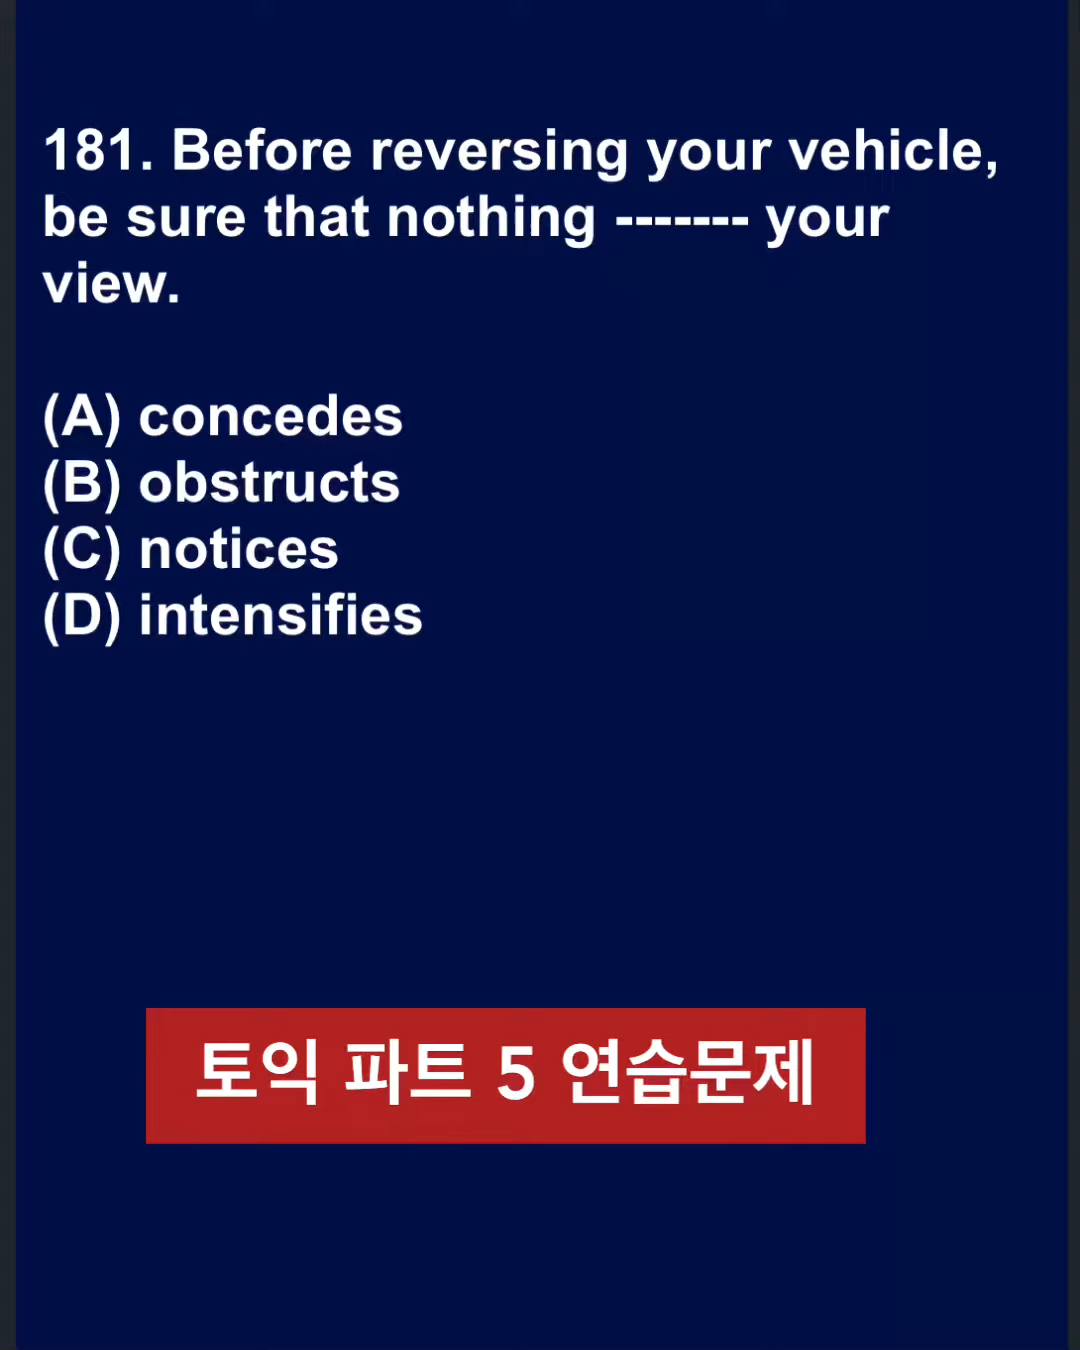 181. Before reversing your vehicle,
be sure that nothing ------- your
view.
(A) concedes
(B) obstructs
(C) notices
(D) intensifies
토익 파트 5 연습문제